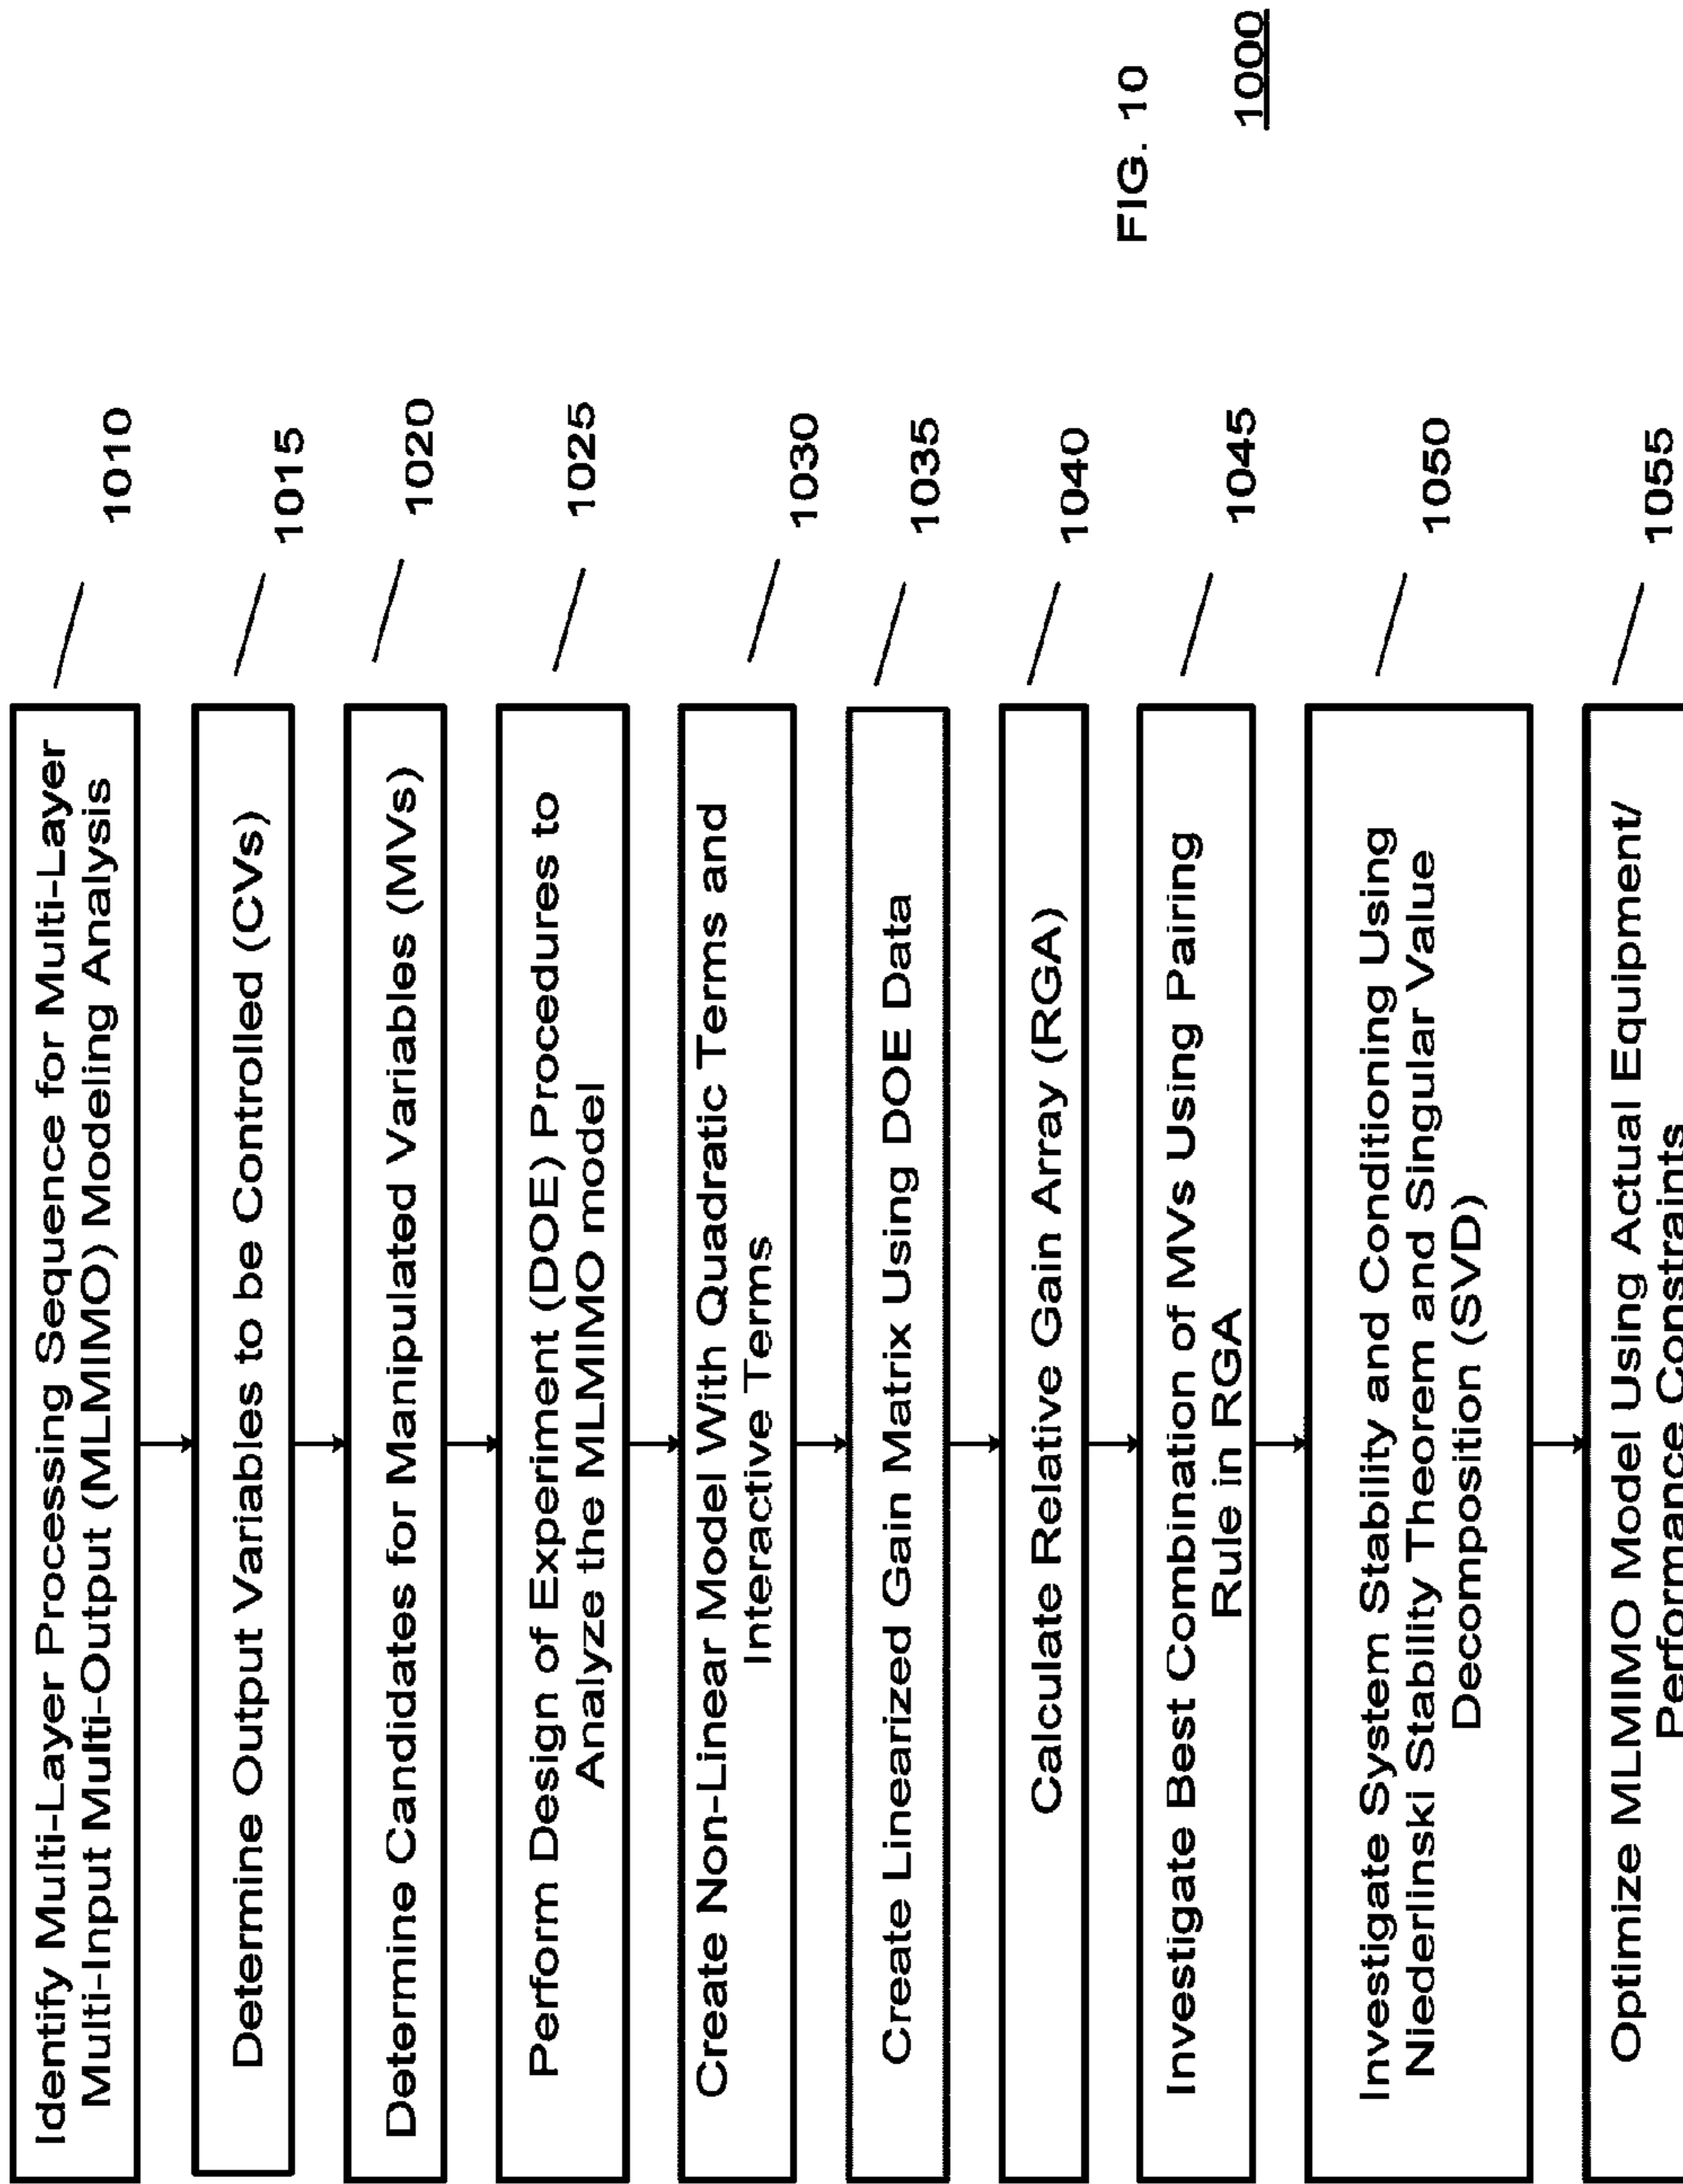 Identify Multi-Layer Processing Sequence for Multi-Layer
Multi-Input Multi-Output (MLMIMO) Modeling Analysis
1010
Determine Output Variables to be Controlled (CVs)
1015
Determine Candidates for Manipulated Variables (MVs)
1020
Perform Design of Experiment (DOE) Procedures to
Analyze the MLMIMO model
1025
Create Non-Linear Model With Quadratic Terms and
Interactive Terms
1030
Create Linearized Gain Matrix Using DOE Data
1035
Calculate Relative Gain Array (RGA)
1040
Investigate Best Combination of MVs Using Pairing
Rule in RGA
1045
Investigate System Stability and Conditioning Using
Niederlinski Stability Theorem and Singular Value
Decomposition (SVD)
1050
Optimize MLMIMO Model Using Actual Equipment/
Performance Constraints
1055
FIG. 10
1000